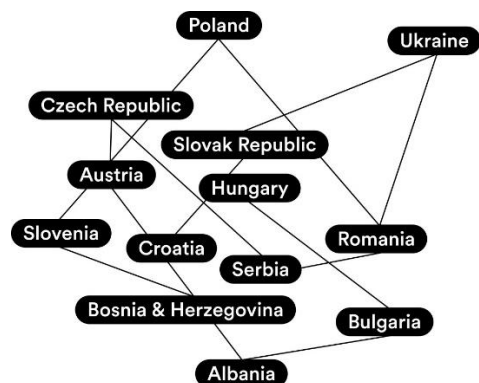 Poland
Ukraine
Czech Republic
Slovak Republic
Austria
Hungary
Slovenia
Croatia
Romania
Serbia
Bosnia & Herzegovina
Bulgaria
Albania